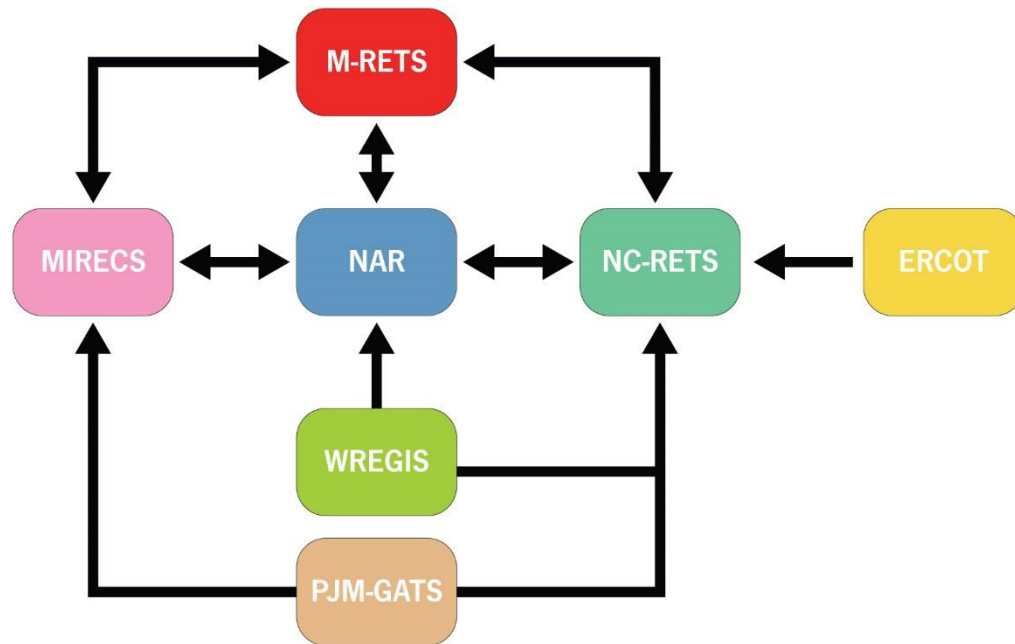 M-RETS
MIRECS
NAR
NC-RETS
ERCOT
WREGIS
PJM-GATS